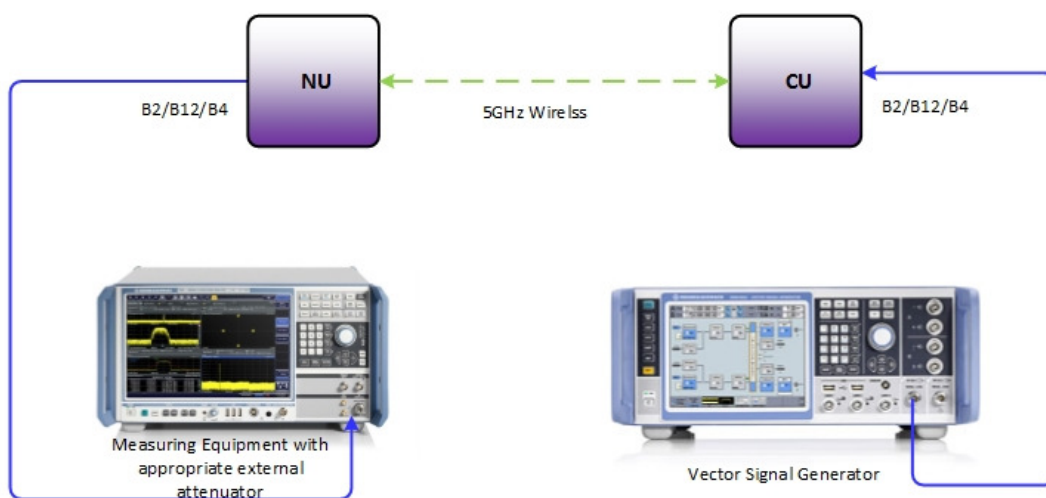 NU
CU
B2/B12/B4
5GHz Wirelss
B2/B12/B4
Measuring Equipment with
appropriate external
attenuator
Vector Signal Generator